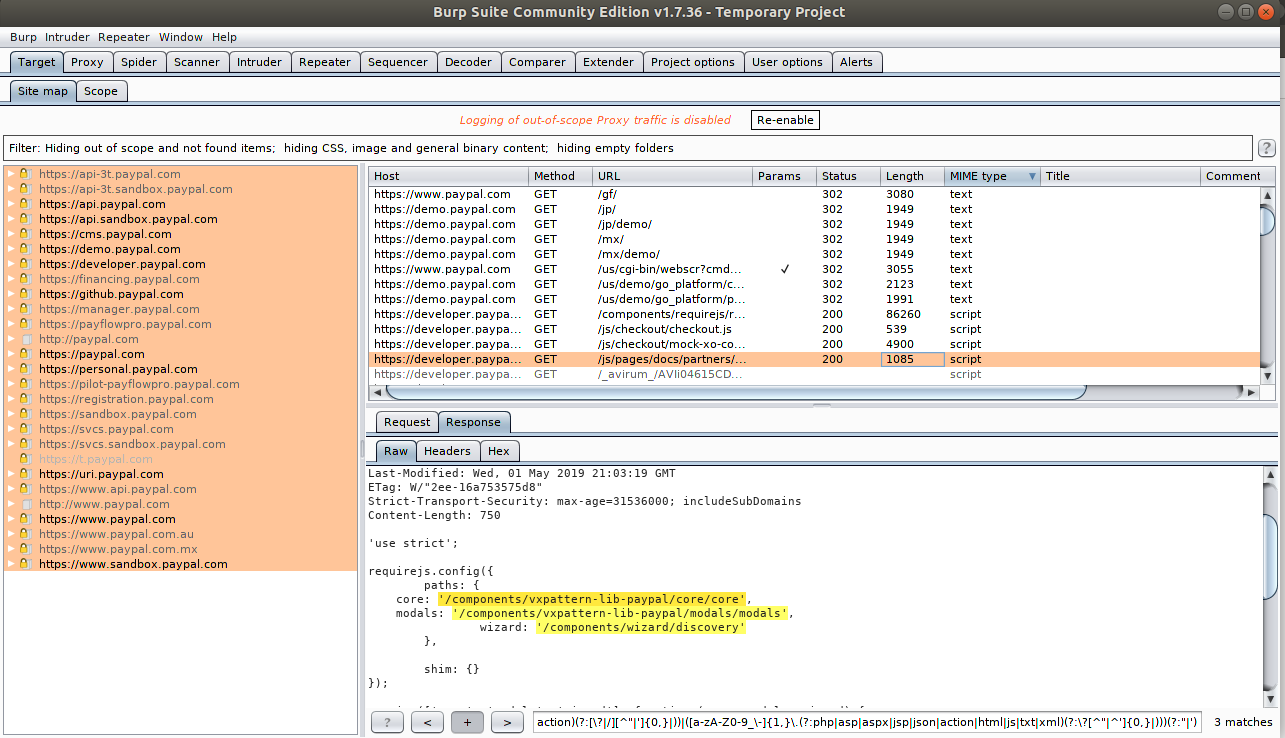 Burp Suite Community Edition v1.7.36 - Temporary Project
Burp Intruder Repeater Window Help
Target Proxy Spider Scanner Intruder Repeater Sequencer Decoder Comparer Extender Project options User options Alerts
Site map Scope
Logging of out-of-scope Proxy traffic is disabled Re-enable
Filter: Hiding out of scope and not found items; hiding CSS, image and general binary content; hiding empty folders ?
https://api-3t.paypal.com
https://api-3t.sandbox.paypal.com
https://api.paypal.com
https://api.sandbox.paypal.com
https://cms.paypal.com
https://demo.paypal.com
https://developer.paypal.com
https://financing.paypal.com
https://github.paypal.com
https://manager.paypal.com
https://payflowpro.paypal.com
http://paypal.com
https://paypal.com
https://personal.paypal.com
https://pilot-payflowpro.paypal.com
https://registration.paypal.com
https://sandbox.paypal.com
https://svcs.paypal.com
https://svcs.sandbox.paypal.com
https://t.paypal.com
https://uri.paypal.com
https://www.api.paypal.com
http://www.paypal.com
https://www.paypal.com
https://www.paypal.com.au
https://www.paypal.com.mx
https://www.sandbox.paypal.com
Host Method URL Params Status Length MIME type Title Comment
https://www.paypal.com GET /gf/ 302 3080 text
https://demo.paypal.com GET /jp/ 302 1949 text
https://demo.paypal.com GET /jp/demo/ 302 1949 text
https://demo.paypal.com GET /mx/ 302 1949 text
https://demo.paypal.com GET /mx/demo/ 302 1949 text
https://www.paypal.com GET /us/cgi-bin/webscr?cmd... ✓ 302 3055 text
https://demo.paypal.com GET /us/demo/go_platform/c... 302 2123 text
https://demo.paypal.com GET /us/demo/go_platform/p... 302 1991 text
https://developer.paypa... GET /components/requirejs/r... 200 86260 script
https://developer.paypa... GET /js/checkout/checkout.js 200 539 script
https://developer.paypa... GET /js/checkout/mock-xo-co... 200 4900 script
https://developer.paypa... GET /js/pages/docs/partners/... 200 1085 script
https://developer.paypa... GET /_avirum_/AVIi04615CD... script
Request Response
Raw Headers Hex
Last-Modified: Wed, 01 May 2019 21:03:19 GMT
ETag: W/"2ee-16a753575d8"
Strict-Transport-Security: max-age=31536000; includeSubDomains
Content-Length: 750
'use strict';
requirejs.config({
paths: {
core: '/components/vxpattern-lib-paypal/core/core',
modals: '/components/vxpattern-lib-paypal/modals/modals',
wizard: '/components/wizard/discovery'
},
shim: {}
});
? < + > action)(?:[\?|/][^"|']{0,}|))|([a-zA-Z0-9_\-]{1,}\.(?:php|asp|aspx|jsp|json|action|html|js|txt|xml)(?:\?[^"|^']{0,}|)))(?:"|') 3 matches